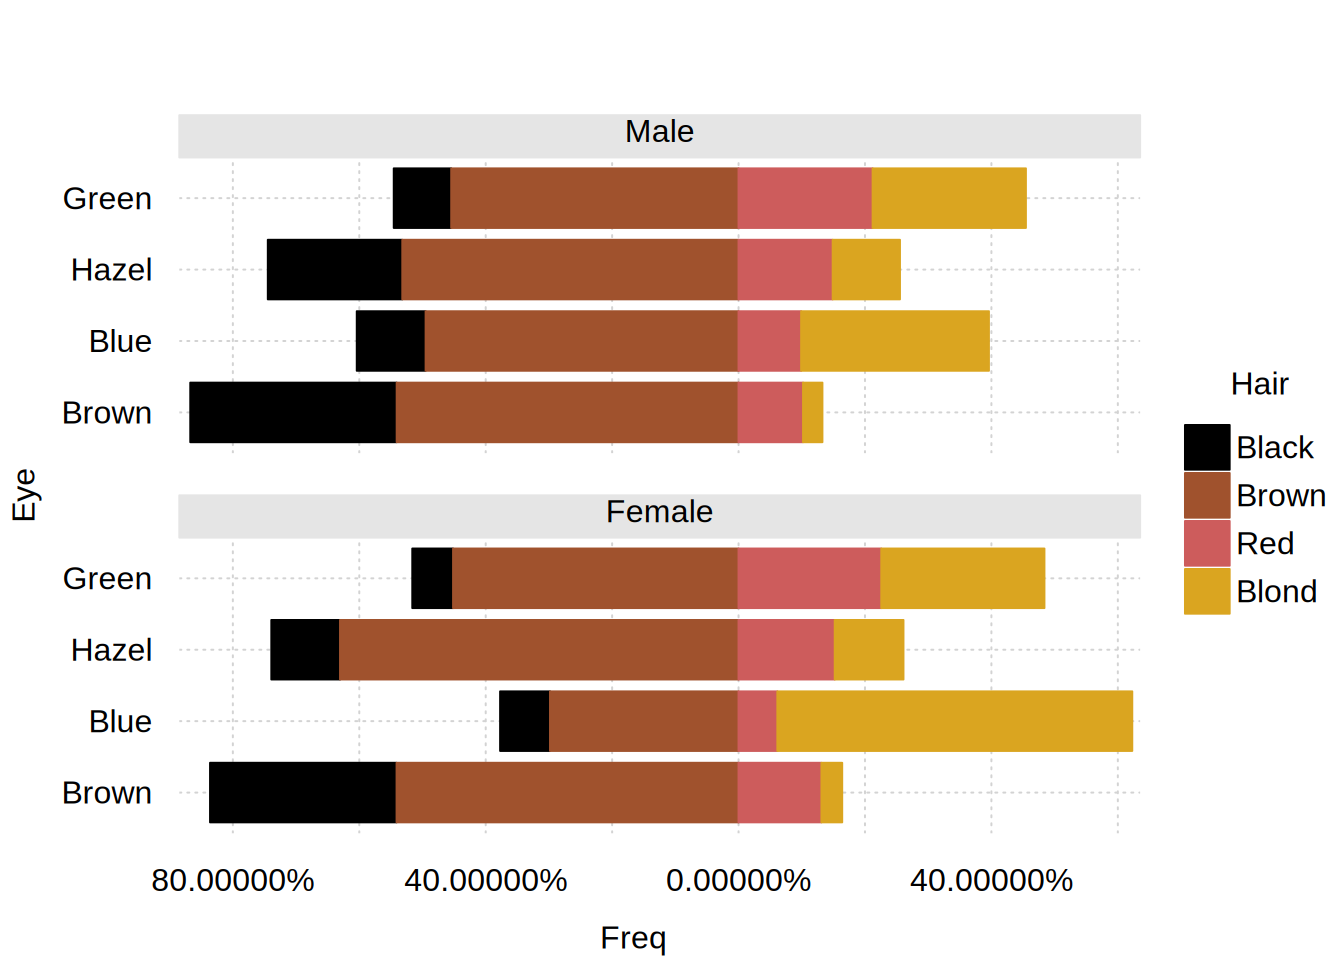 Male
Green
Hazel
Blue
Brown
Female
Green
Hazel
Blue
Brown
80.00000% 40.00000% 0.00000% 40.00000%
Freq
Eye
Hair
Black
Brown
Red
Blond